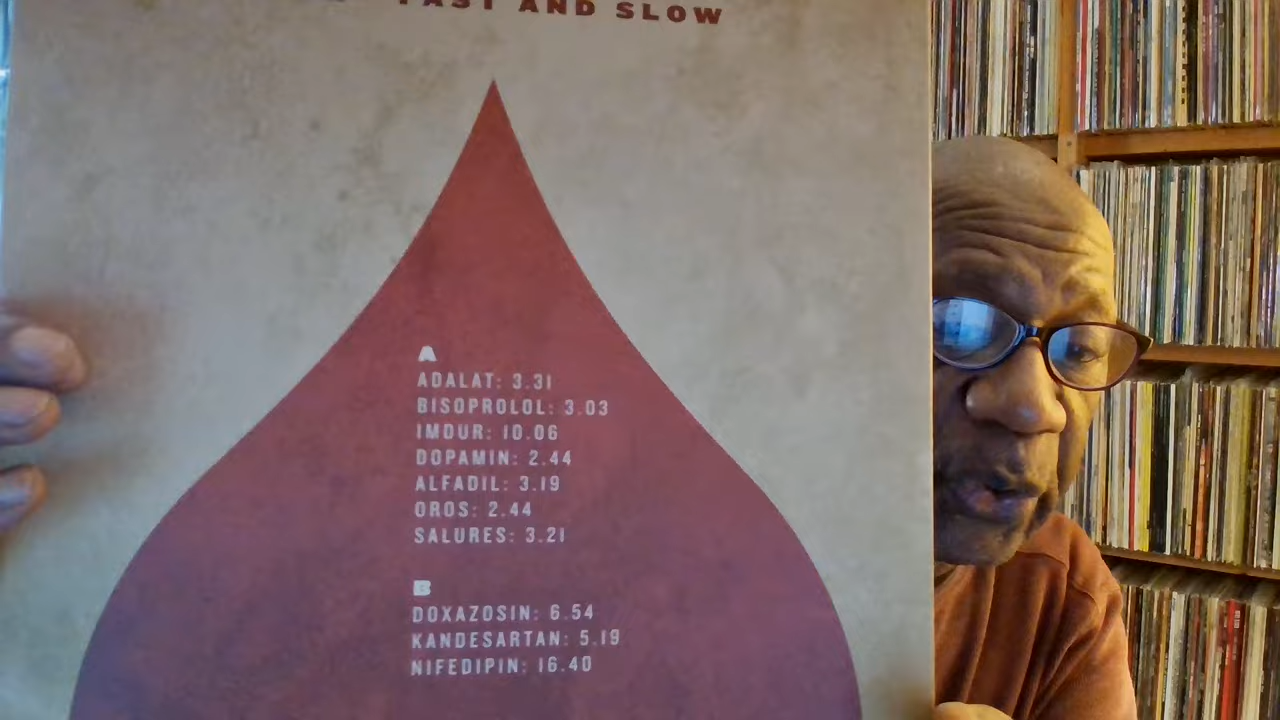 FAST AND SLOW
A
ADALAT: 3.31
BISOPROLOL: 3.03
IMDUR: 10.06
DOPAMIN: 2.44
ALFADIL: 3.19
OROS: 2.44
SALURES: 3.21
B
DOXAZOSIN: 6.54
KANDESARTAN: 5.19
NIFEDIPIN: 16.40